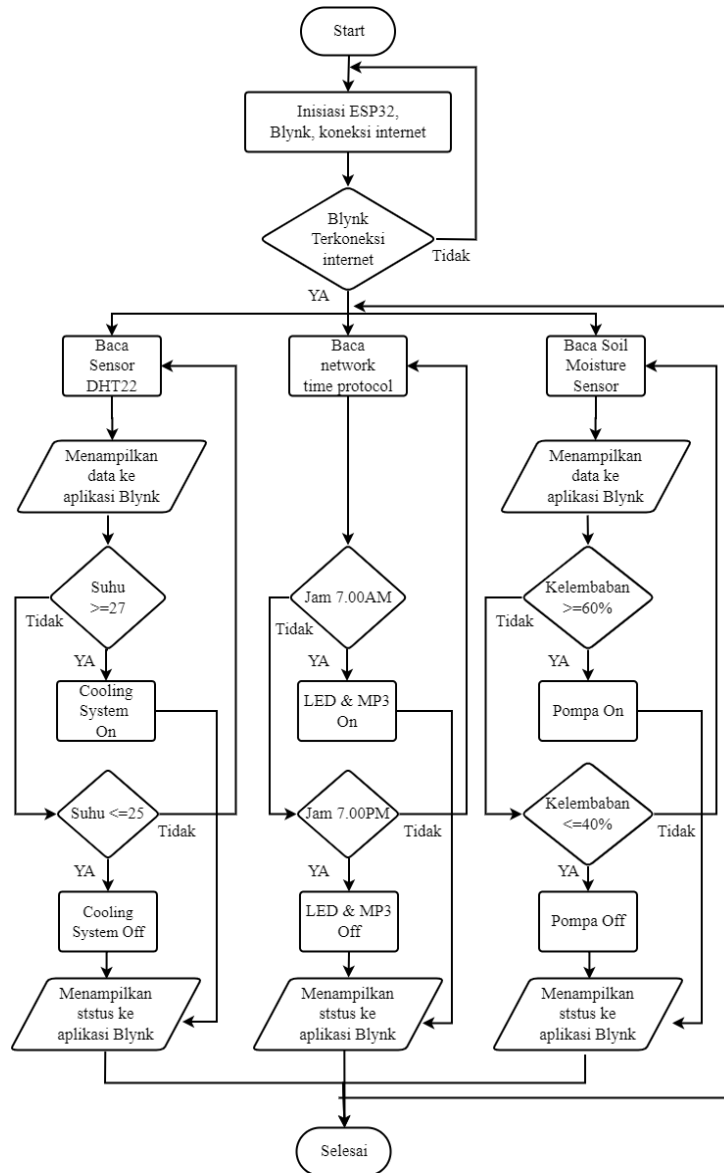 Start
Inisiasi ESP32,
Blynk, koneksi internet
Blynk
Terkoneksi
internet
Tidak
YA
Baca
Sensor
DHT22
Baca
network
time protocol
Baca Soil
Moisture
Sensor
Menampilkan
data ke
aplikasi Blynk
Menampilkan
data ke
aplikasi Blynk
Suhu
>=27
Tidak
YA
Jam 7.00AM
Tidak
YA
Kelembaban
>=60%
Tidak
YA
Cooling
System
On
LED & MP3
On
Pompa On
Suhu <=25
Tidak
YA
Jam 7.00PM
Tidak
YA
Kelembaban
<=40%
Tidak
YA
Cooling
System Off
LED & MP3
Off
Pompa Off
Menampilkan
ststus ke
aplikasi Blynk
Menampilkan
ststus ke
aplikasi Blynk
Menampilkan
ststus ke
aplikasi Blynk
Selesai